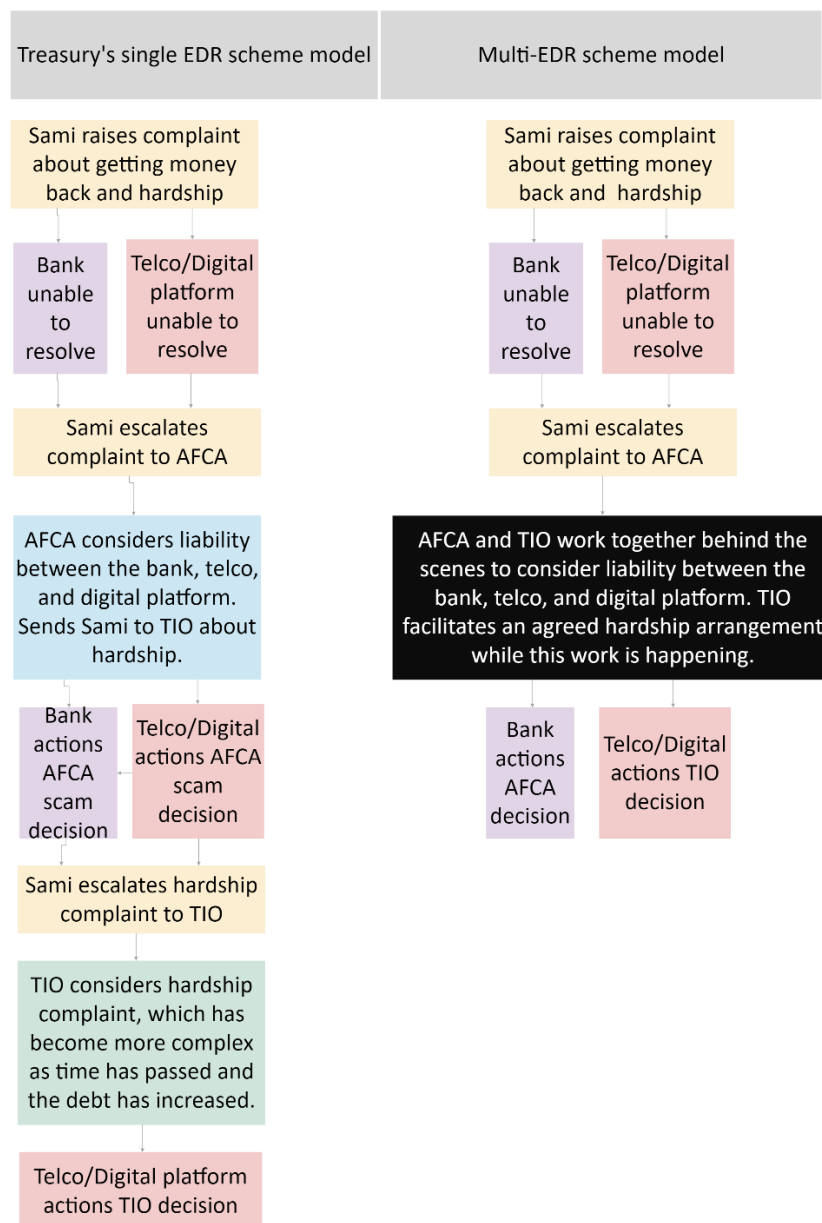 Treasury's single EDR scheme model
Multi-EDR scheme model
Sami raises complaint
about getting money
back and hardship
Bank
unable
to
resolve
Telco/Digital
platform
unable to
resolve
Sami escalates
complaint to AFCA
AFCA considers liability
between the bank, telco,
and digital platform.
Sends Sami to TIO about
hardship.
Bank
actions
AFCA
scam
decision
Telco/Digital
actions AFCA
scam
decision
Sami escalates hardship
complaint to TIO
TIO considers hardship
complaint, which has
become more complex
as time has passed and
the debt has increased.
Telco/Digital platform
actions TIO decision
Sami raises complaint
about getting money
back and  hardship
Bank
unable
to
resolve
Telco/Digital
platform
unable to
resolve
Sami escalates
complaint to AFCA
AFCA and TIO work together behind the
scenes to consider liability between the
bank, telco, and digital platform. TIO
facilitates an agreed hardship arrangement
while this work is happening.
Bank
actions
AFCA
decision
Telco/Digital
actions TIO
decision